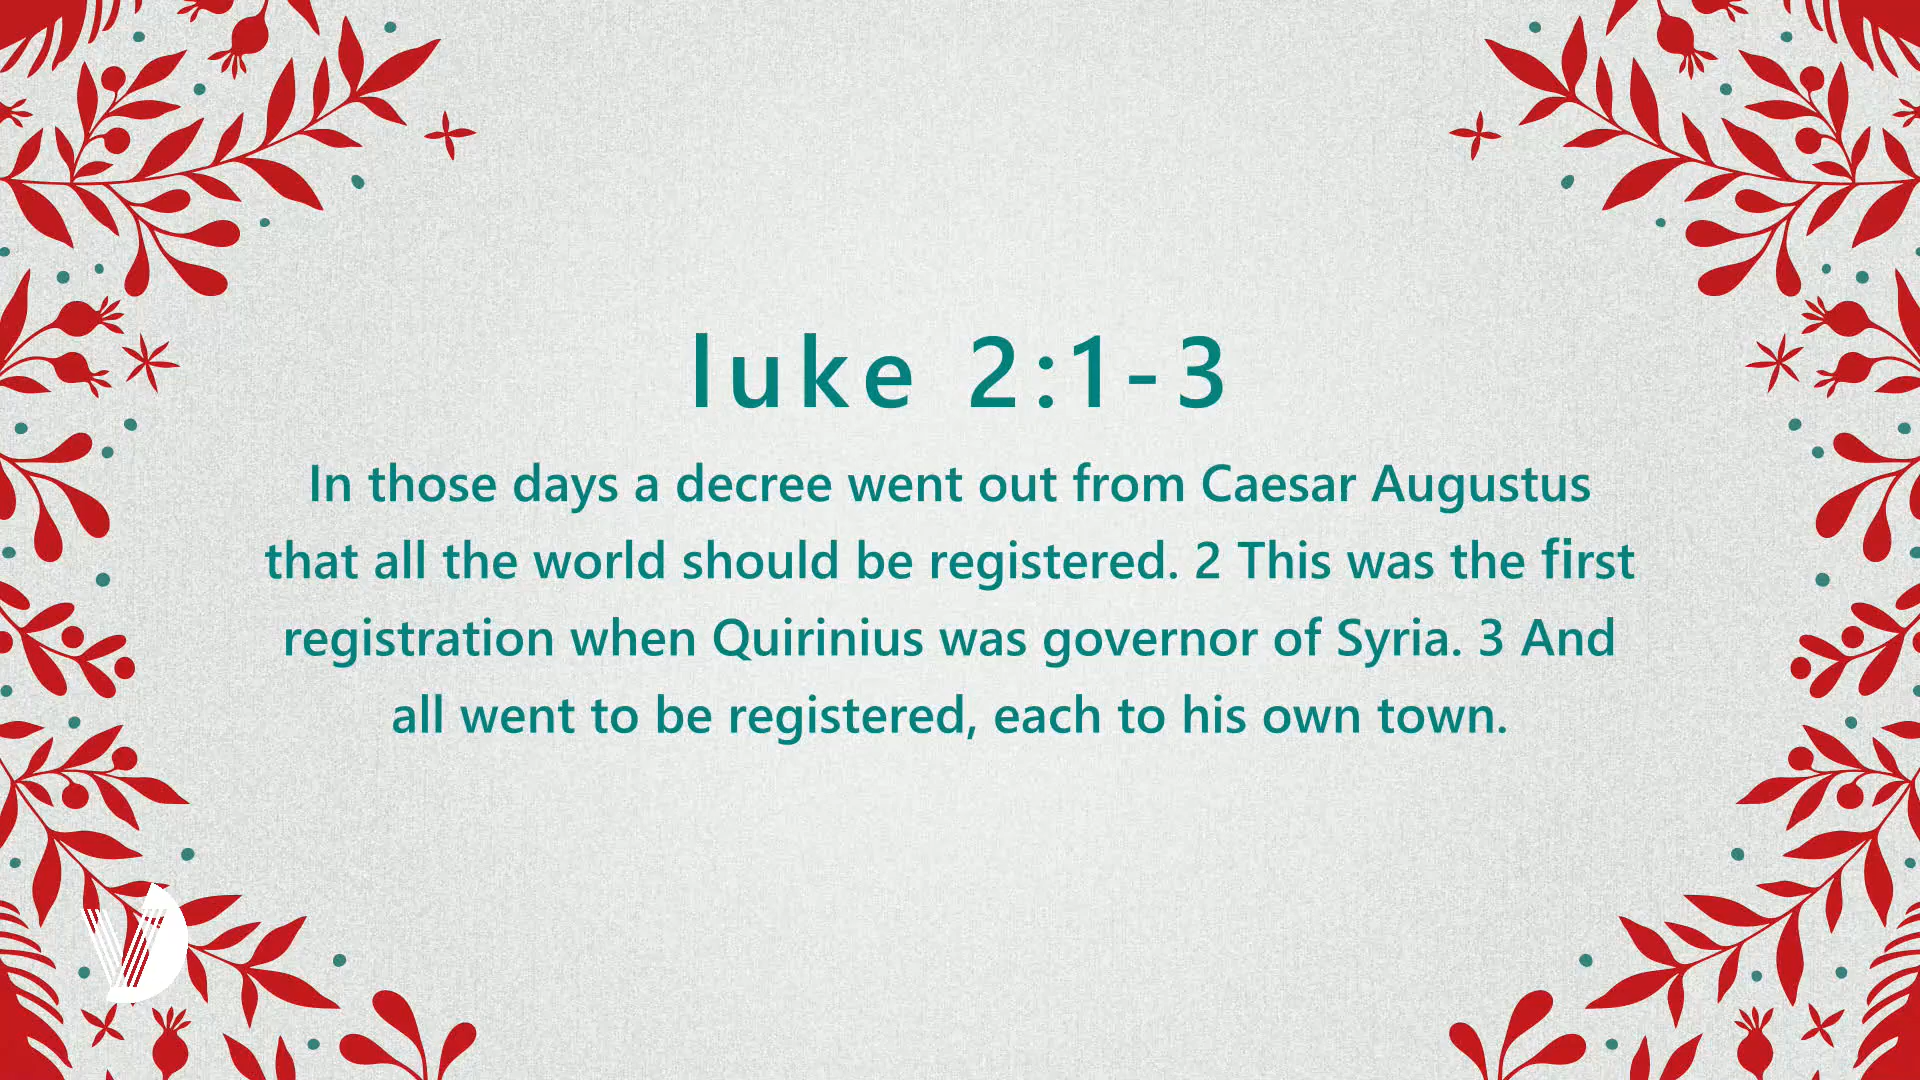 luke 2:1-3
In those days a decree went out from Caesar Augustus
that all the world should be registered. 2 This was the first
registration when Quirinius was governor of Syria. 3 And
all went to be registered, each to his own town.